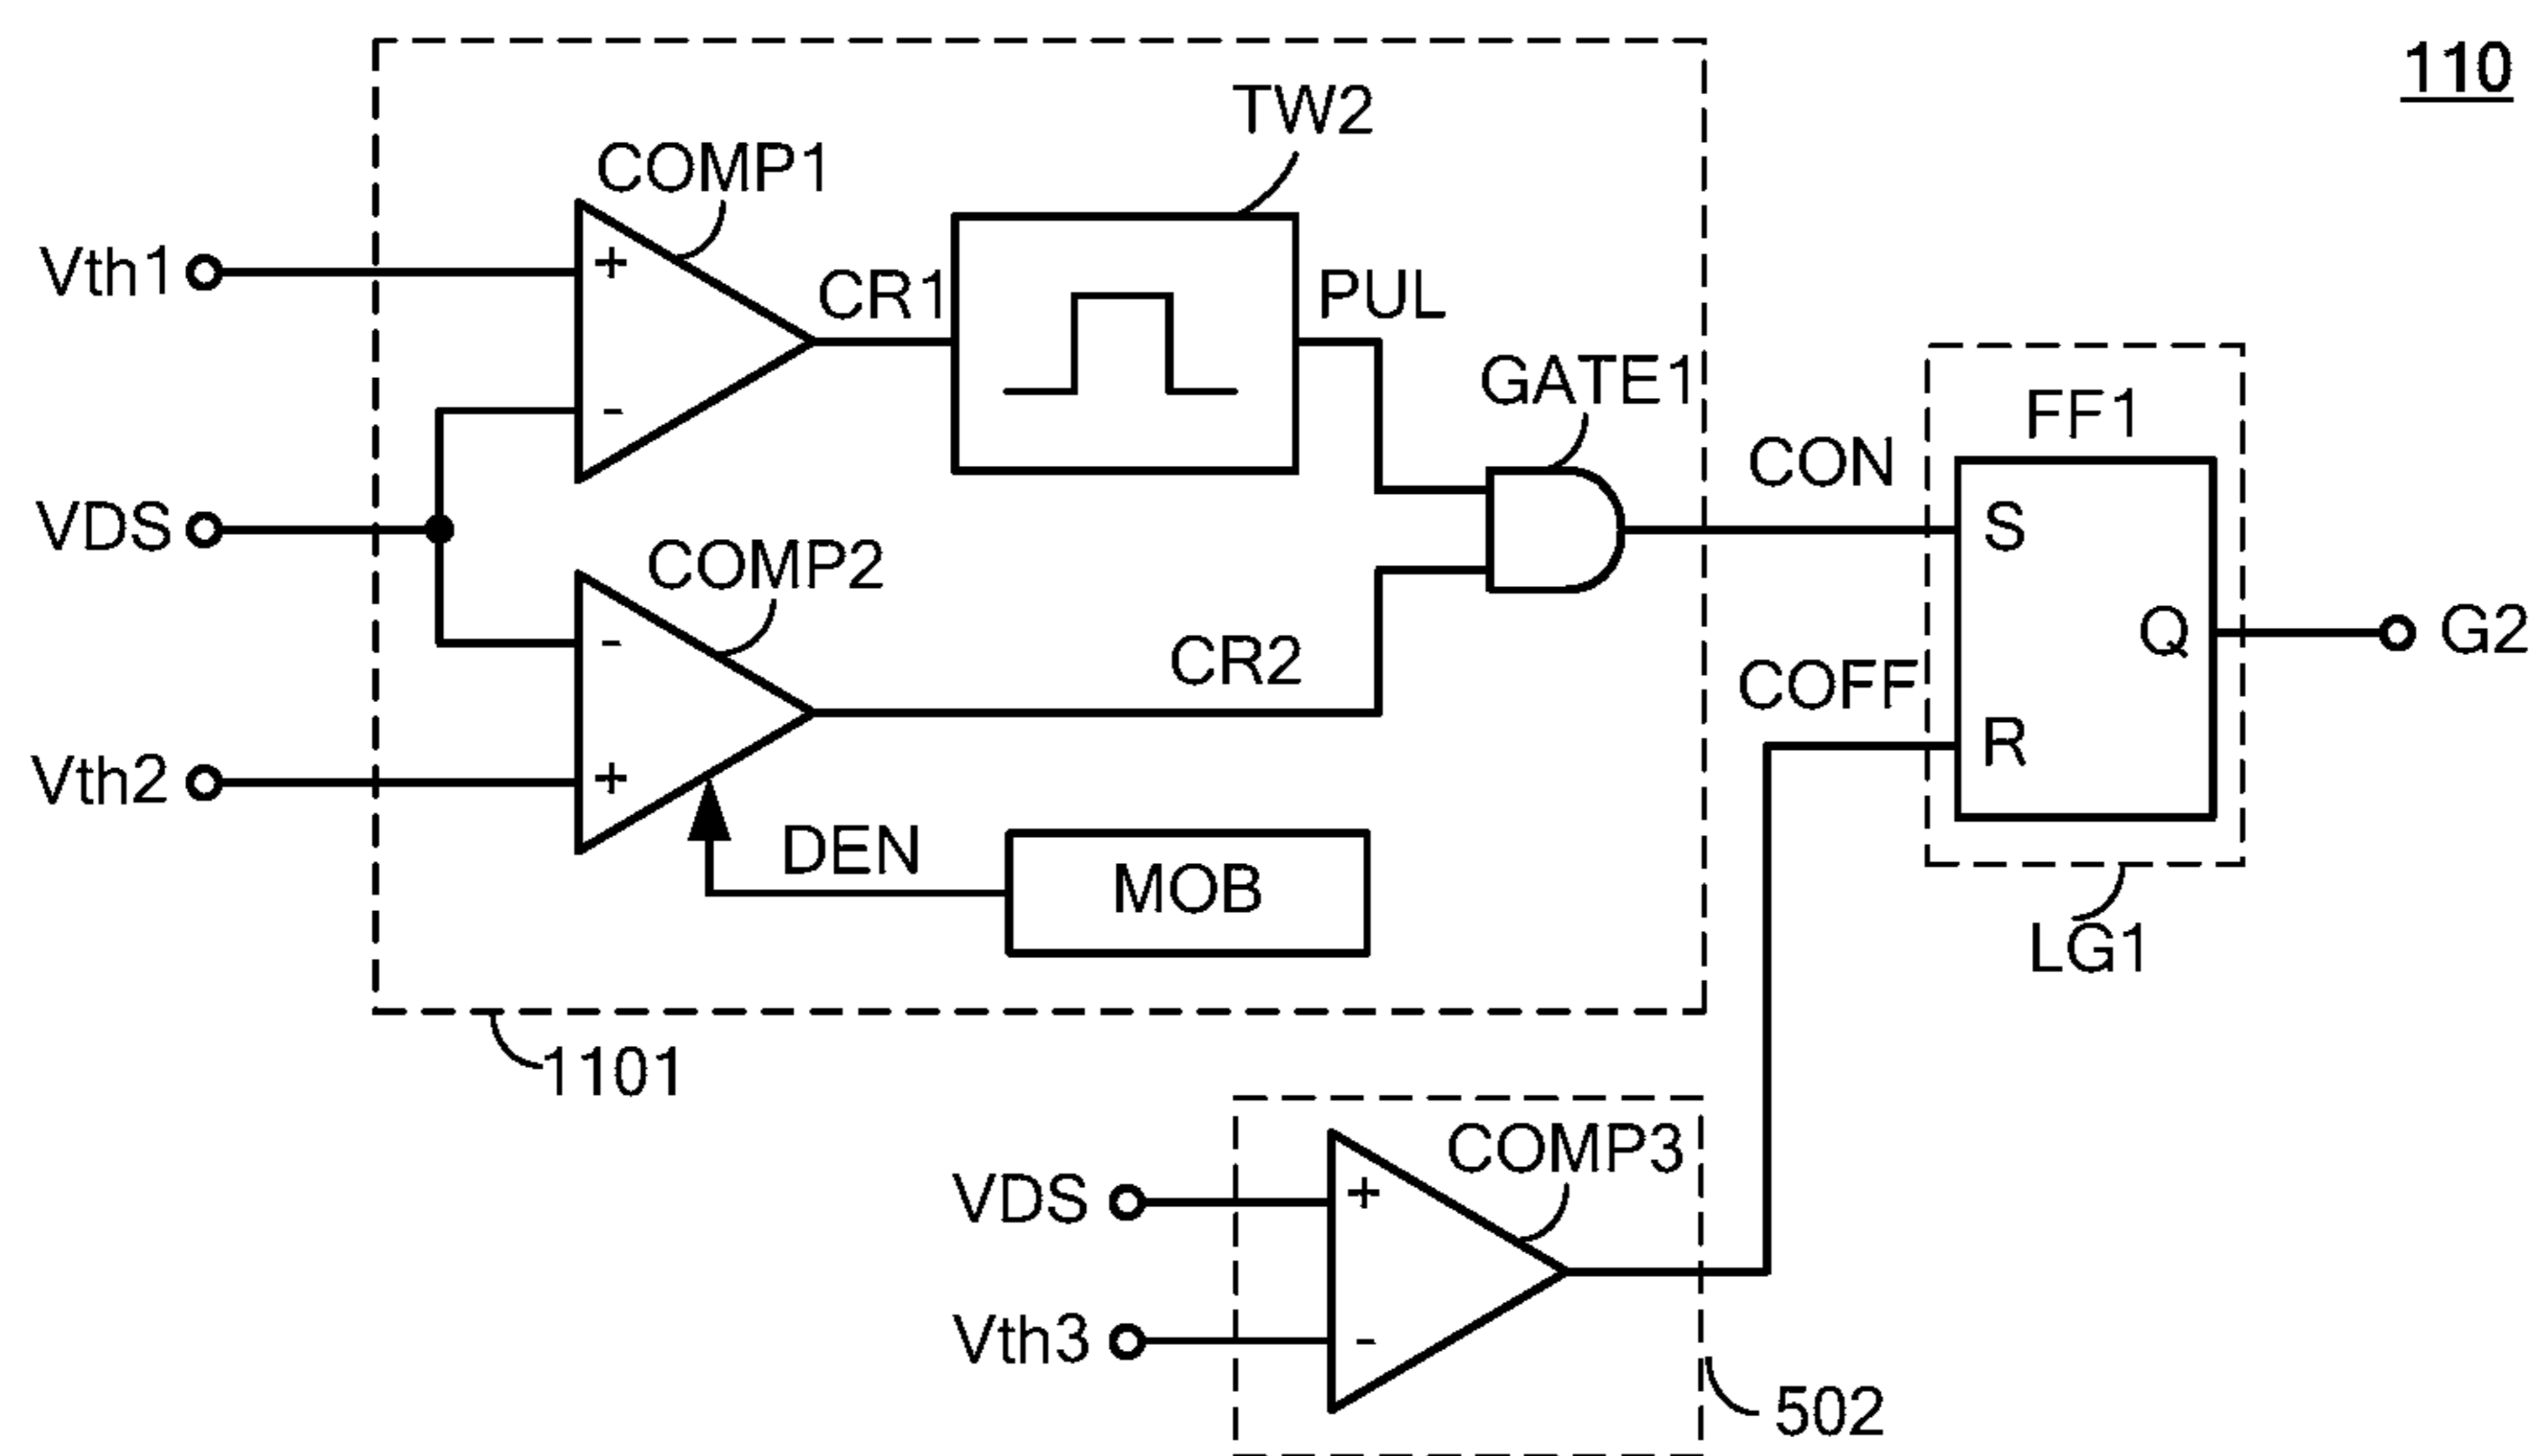 110
TW2
COMP1
Vth1
+
CR1
PUL
-
GATE1
FF1
CON
VDS
S
COMP2
-
Q
G2
CR2
COFF
Vth2
+
R
DEN
MOB
LG1
1101
COMP3
VDS
+
Vth3
-
502